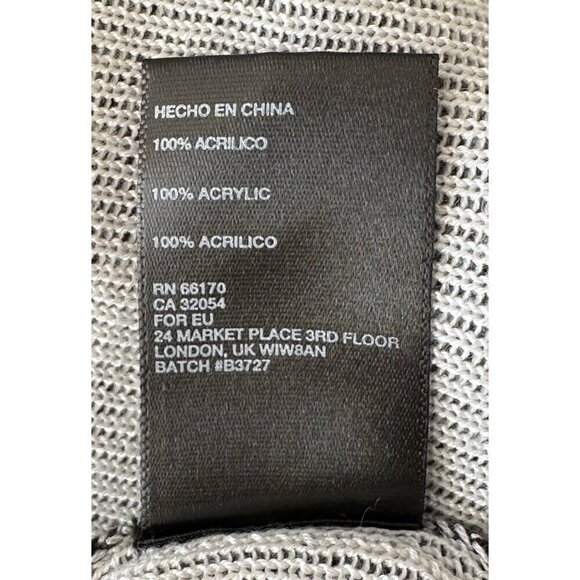 HECHO EN CHINA
100% ACRILICO
100% ACRYLIC
100% ACRILICO
RN 66170
CA 32054
FOR EU
24 MARKET PLACE 3RD FLOOR
LONDON, UK WIW8AN
BATCH #B3727